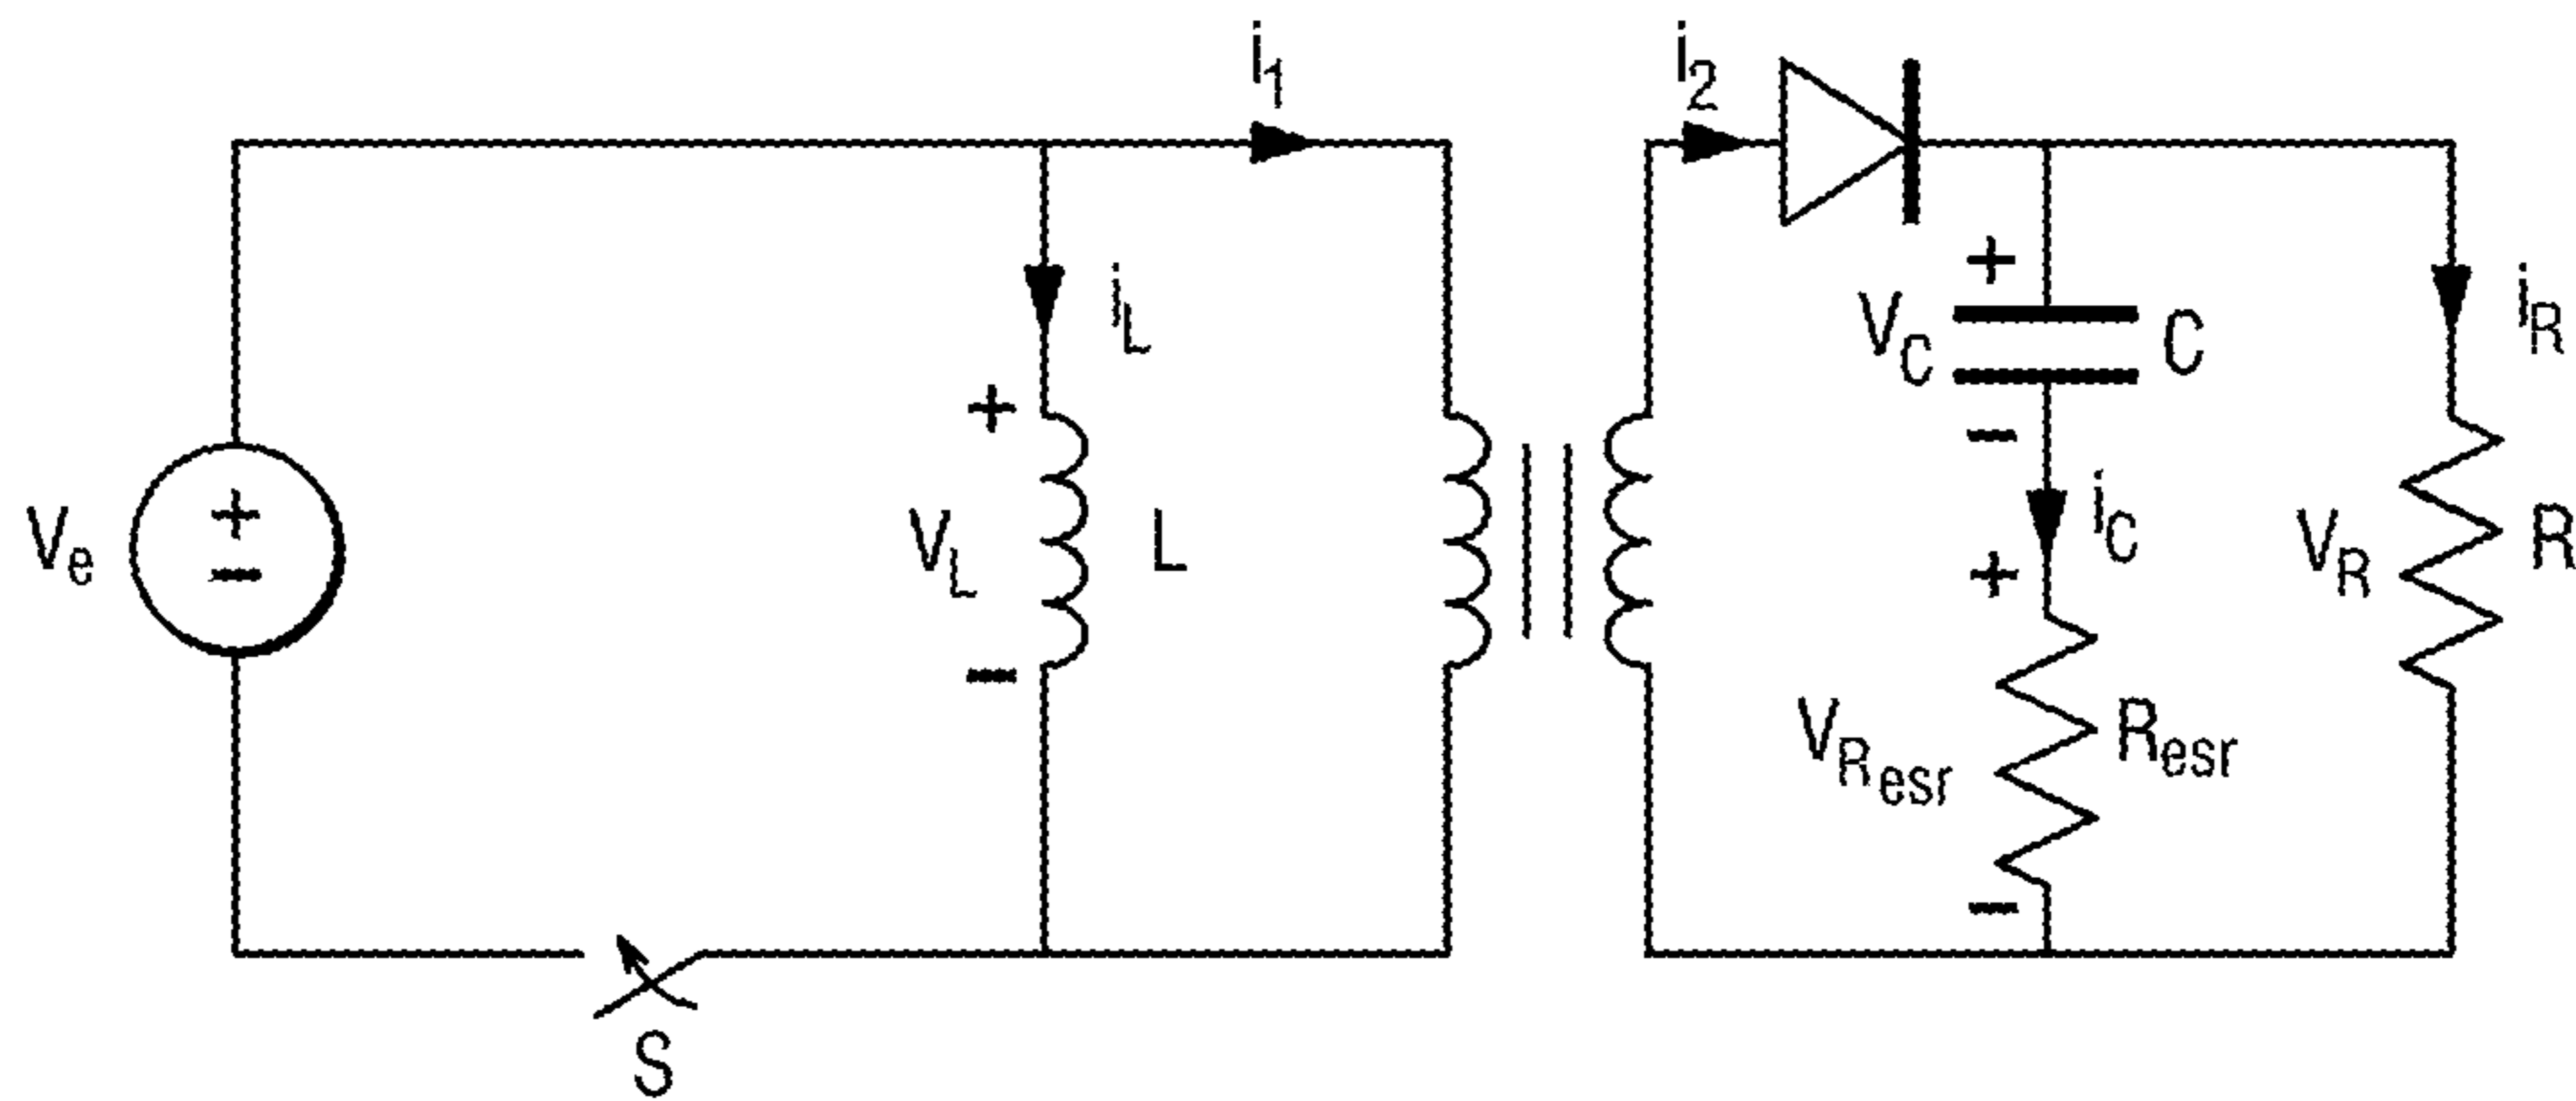 i1
i2
iL
iR
+
VC
C
−
+
−
Ve
+
VL
L
−
iC
+
VR
R
VResr
Resr
−
S